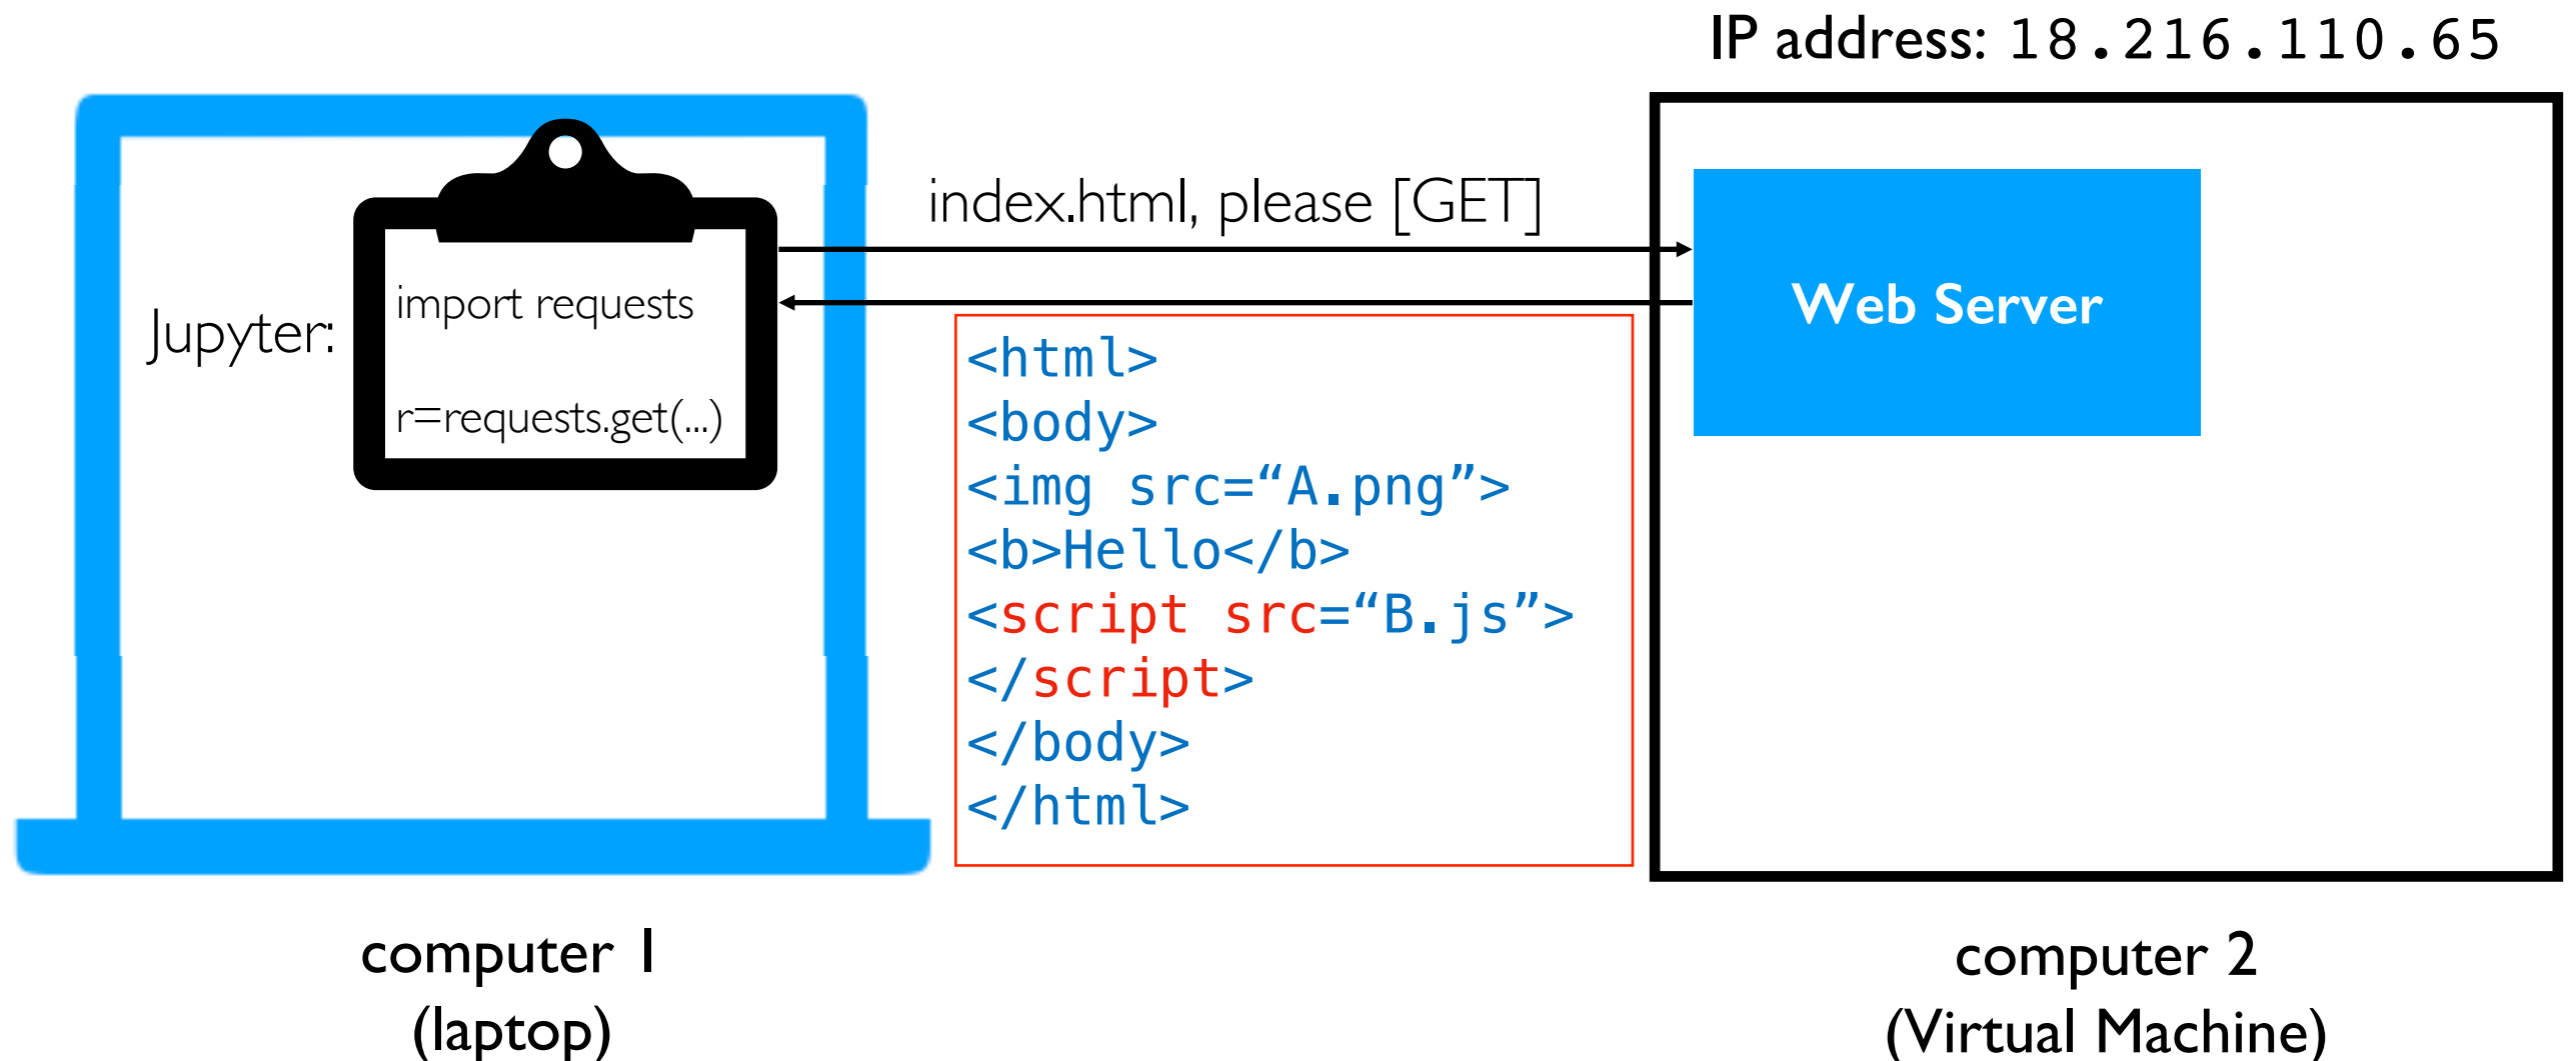 IP address: 18.216.110.65
index.html, please [GET]
Jupyter:
import requests
r=requests.get(...)
Web Server
<html>
<body>
<img src=“A.png”>
<b>Hello</b>
<script src=“B.js”>
</script>
</body>
</html>
computer 1
(laptop)
computer 2
(Virtual Machine)